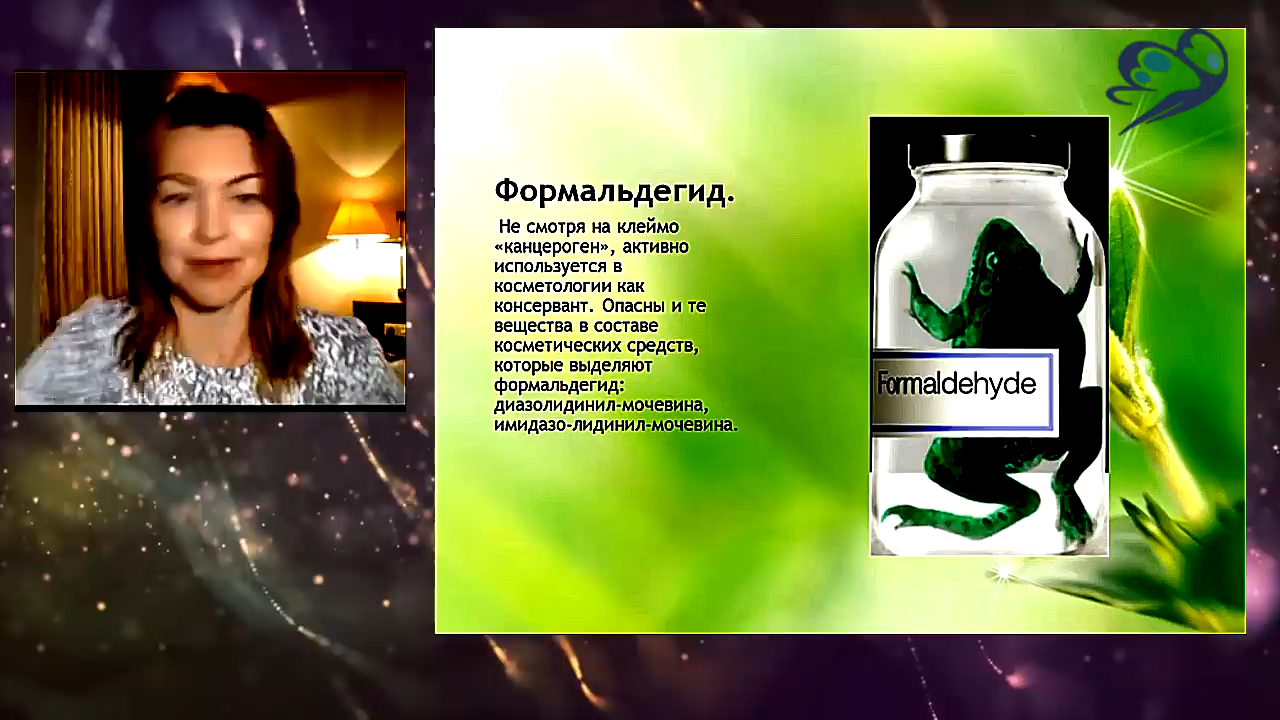 Формальдегид.
Не смотря на клеймо
«канцероген», активно
используется в
косметологии как
консервант. Опасны и те
вещества в составе
косметических средств,
которые выделяют
формальдегид:
диазолидинил-мочевина,
имидазо-лидинил-мочевина.
Formaldehyde